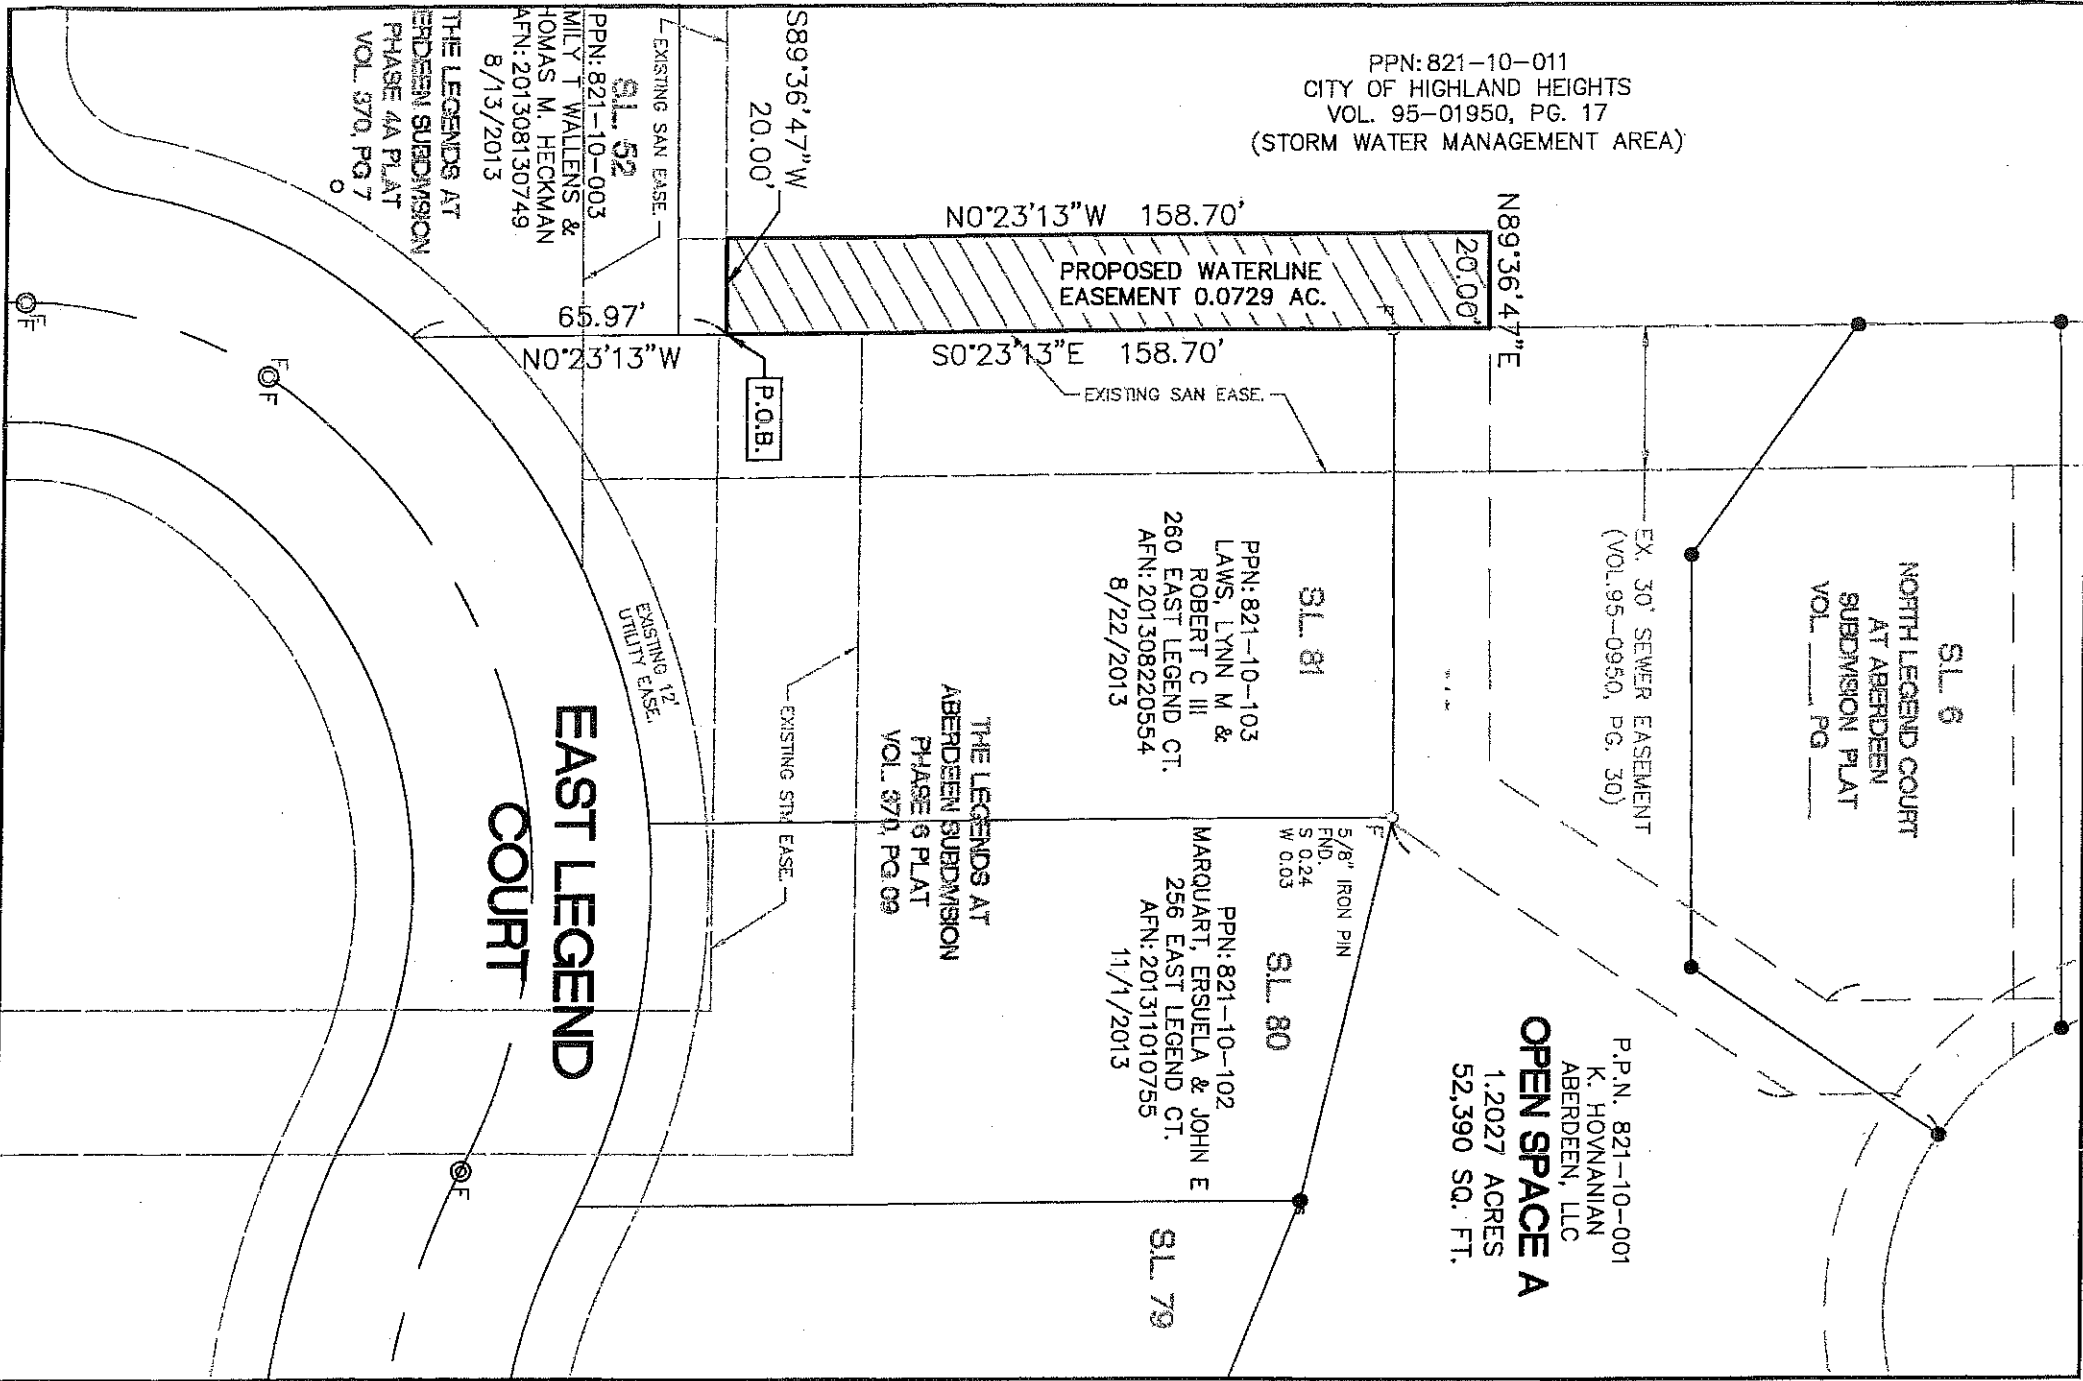 PPN: 821-10-011
CITY OF HIGHLAND HEIGHTS
VOL. 95-01950, PG. 17
(STORM WATER MANAGEMENT AREA)
S89°36'47"W
20.00'
EXISTING SAN EASE.
S.L. 52
PPN: 821-10-003
MILY T WALLENS &
HOMAS M. HECKMAN
AFN: 201308130749
8/13/2013
THE LEGENDS AT
ERDEEN SUBDIVISION
PHASE 4A PLAT
VOL. 370, PG 7
N0°23'13"W 158.70'
N89°36'47"E
20.00'
PROPOSED WATERLINE
EASEMENT 0.0729 AC.
65.97'
N0°23'13"W
S0°23'13"E 158.70'
P.O.B.
EXISTING SAN EASE.
EX. 30' SEWER EASEMENT
(VOL.95-0950, PG. 30)
S.L. 6
NORTH LEGEND COURT
AT ABERDEEN
SUBDIVISION PLAT
VOL. ____ PG ____
S.L. 81
PPN: 821-10-103
LAWS, LYNN M &
ROBERT C III
260 EAST LEGEND CT.
AFN: 201308220554
8/22/2013
EXISTING 12'
UTILITY EASE.
EXISTING STM EASE.
THE LEGENDS AT
ABERDEEN SUBDIVISION
PHASE 6 PLAT
VOL. 370, PG.09
EAST LEGEND
COURT
5/8" IRON PIN
FND.
S 0.24
W 0.03
S.L. 80
PPN: 821-10-102
MARQUART, ERSUELA & JOHN E
256 EAST LEGEND CT.
AFN: 201311010755
11/1/2013
P.P.N. 821-10-001
K. HOVNANIAN
ABERDEEN, LLC
OPEN SPACE A
1.2027 ACRES
52,390 SQ. FT.
S.L. 79
F
F
F
F
F
F
F